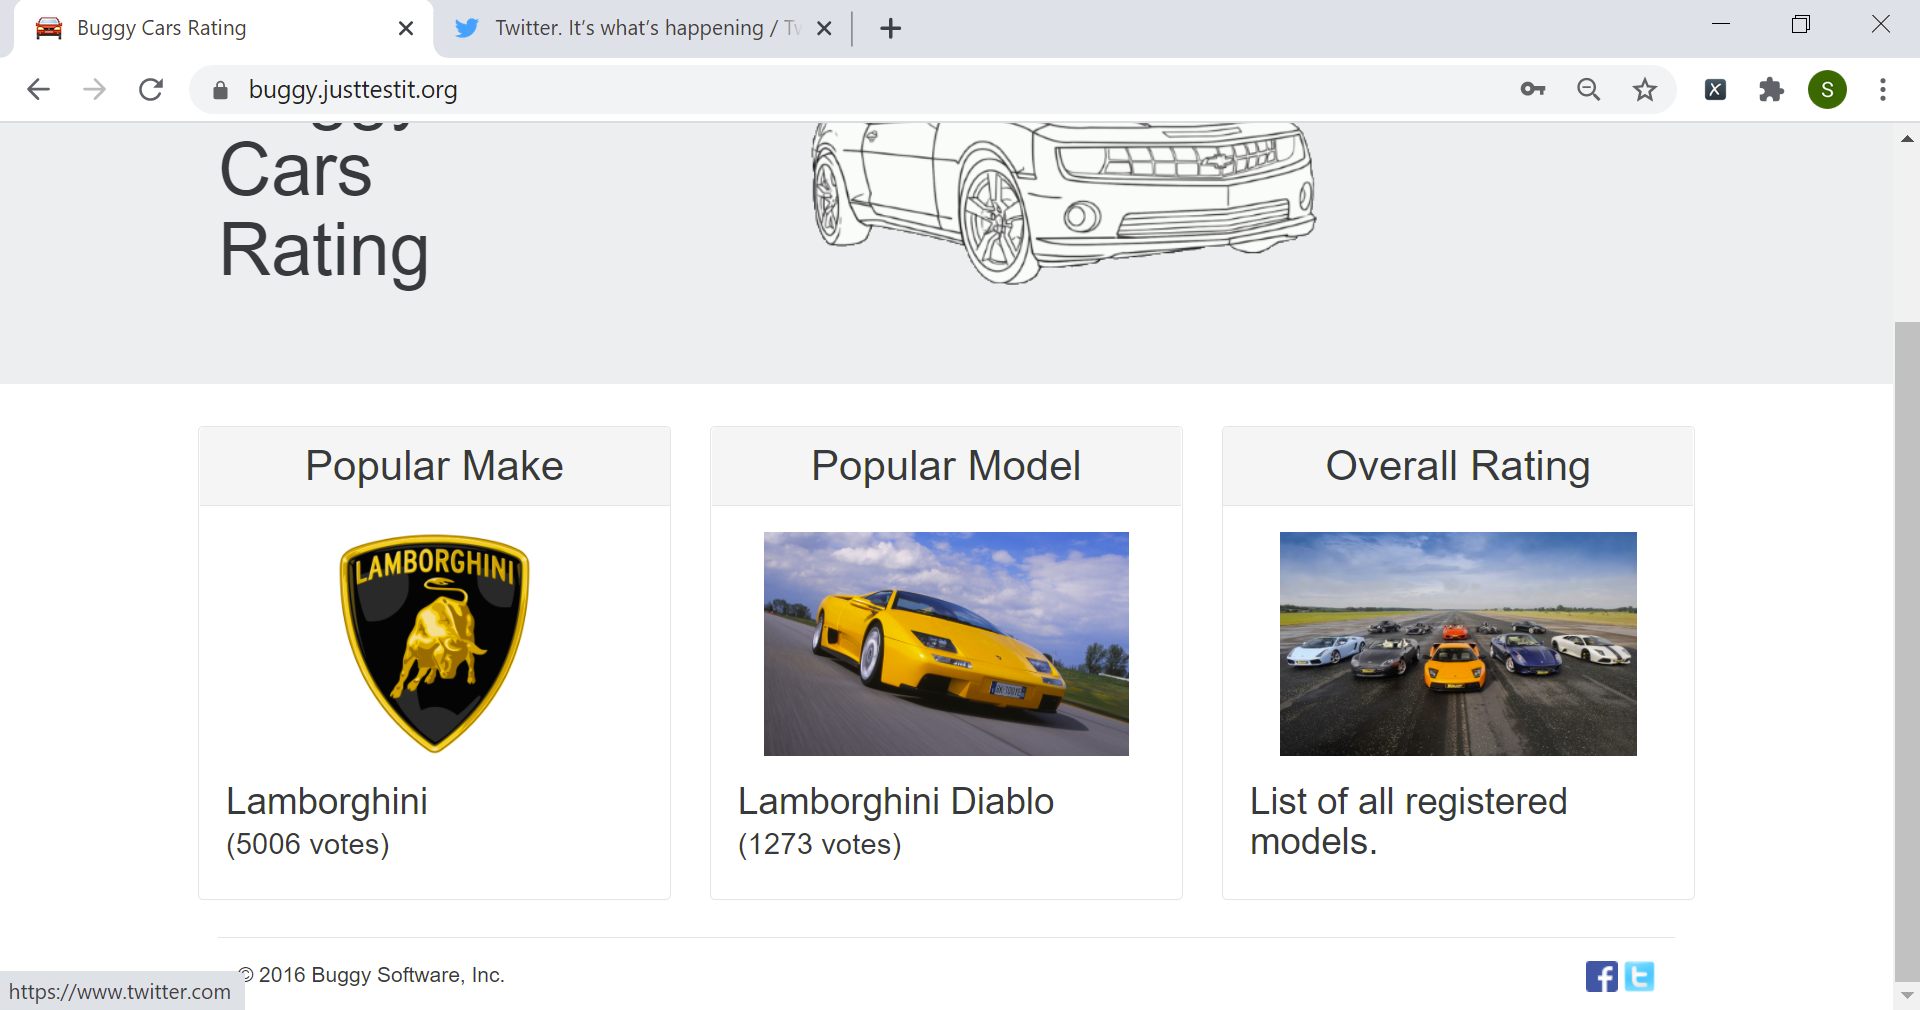 Buggy Cars Rating
Twitter. It's what's happening / Tw
buggy.justtestit.org
S
Cars
Rating
Popular Make
Popular Model
Overall Rating
LAMBORGHINI
Lamborghini
(5006 votes)
Lamborghini Diablo
(1273 votes)
List of all registered
models.
© 2016 Buggy Software, Inc.
https://www.twitter.com